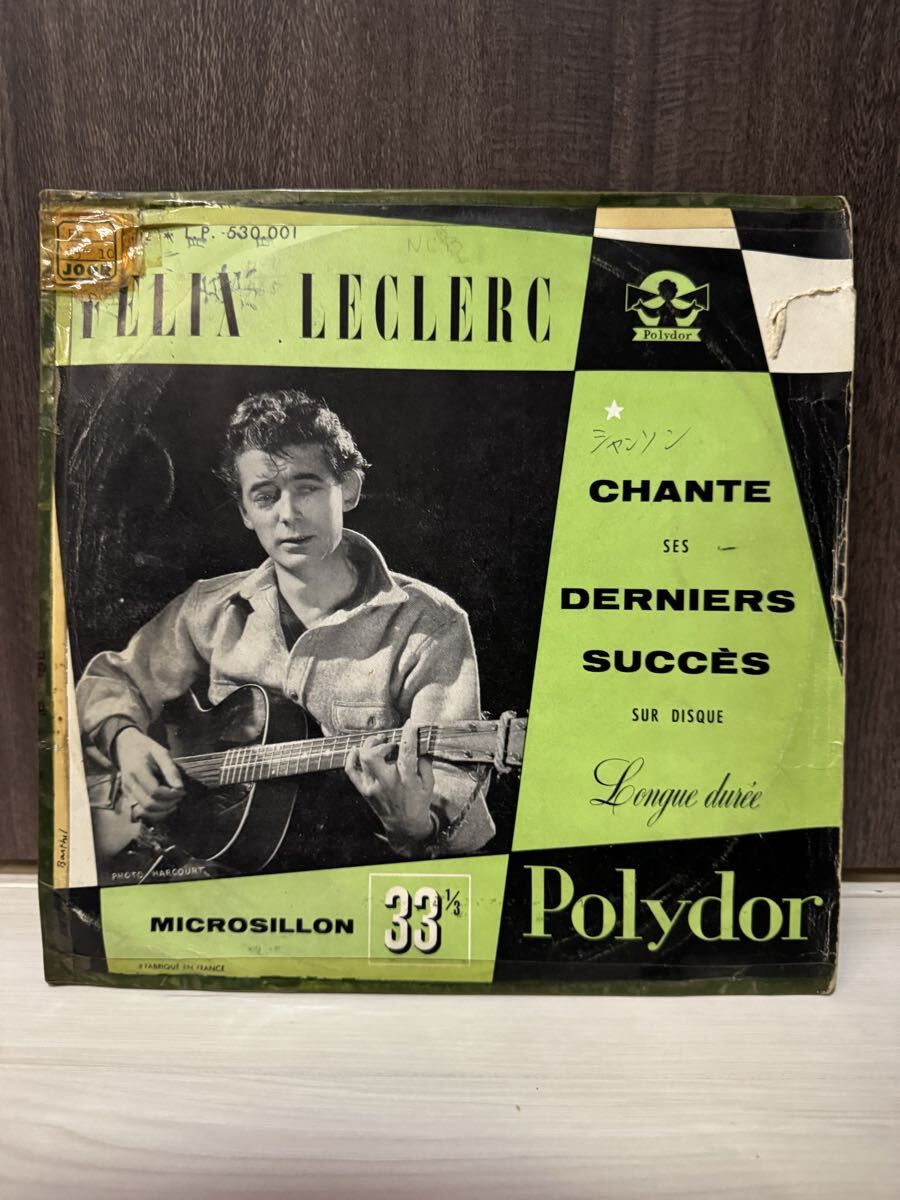 L.P. 530.001
FÉLIX LECLERC
Polydor
シャンソン
CHANTE
SES
DERNIERS
SUCCÈS
SUR DISQUE
Longue durée
PHOTO HARCOURT
MICROSILLON
33 1/3
Polydor
FABRIQUÉ EN FRANCE